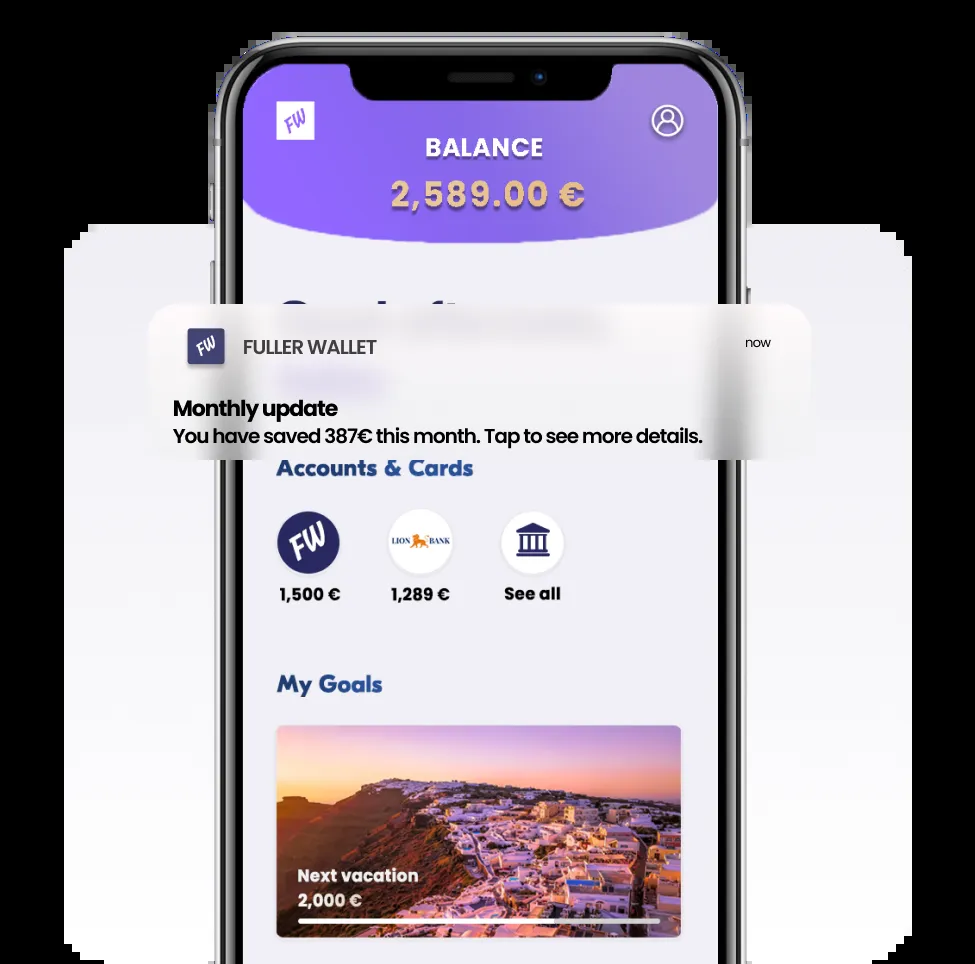 FW
BALANCE
2,589.00 €
FW
FULLER WALLET
now
Monthly update
You have saved 387€ this month. Tap to see more details.
Accounts & Cards
FW
LION BANK
1,500 €
1,289 €
See all
My Goals
Next vacation
2,000 €